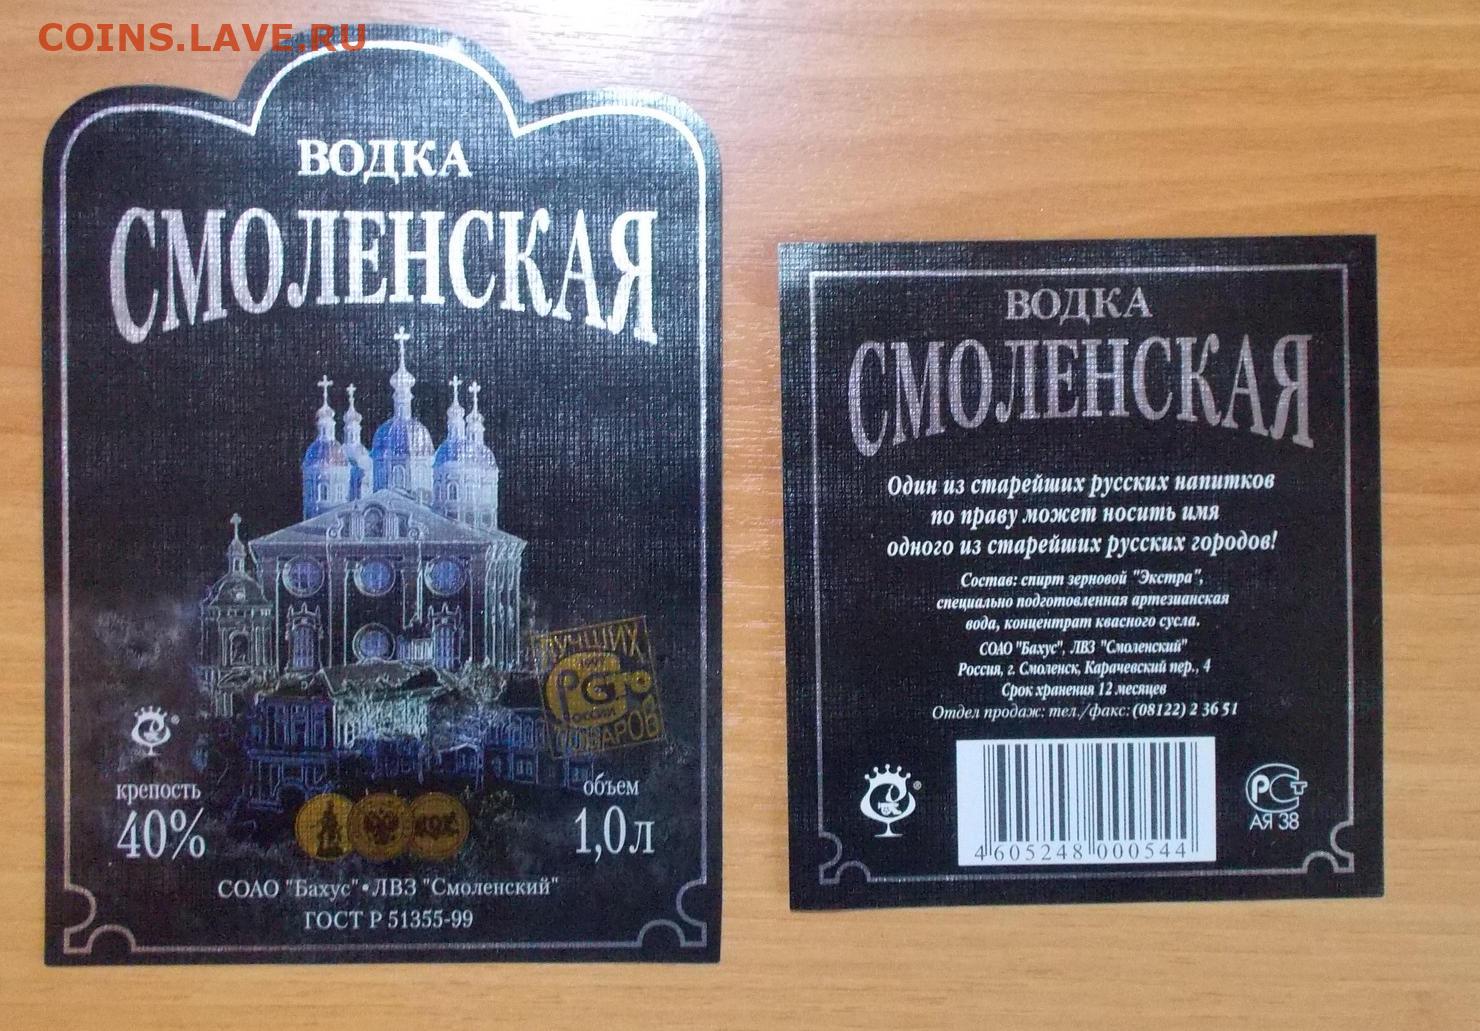 COINS.LAVE.RU
ВОДКА
СМОЛЕНСКАЯ
ЛУЧШИХ
1997
РОССИИ
ТОВАРОВ
крепость
40%
объем
1,0л
СОАО "Бахус"•ЛВЗ "Смоленский"
ГОСТ Р 51355-99
ВОДКА
СМОЛЕНСКАЯ
Один из старейших русских напитков
по праву может носить имя
одного из старейших русских городов!
Состав: спирт зерновой "Экстра",
специально подготовленная артезианская
вода, концентрат квасного сусла.
СОАО "Бахус", ЛВЗ "Смоленский"
Россия, г. Смоленск, Карачевский пер., 4
Срок хранения 12 месяцев
Отдел продаж: тел./факс: (08122) 2 36 51
4 605248 000544
РСТ
АЯ 38